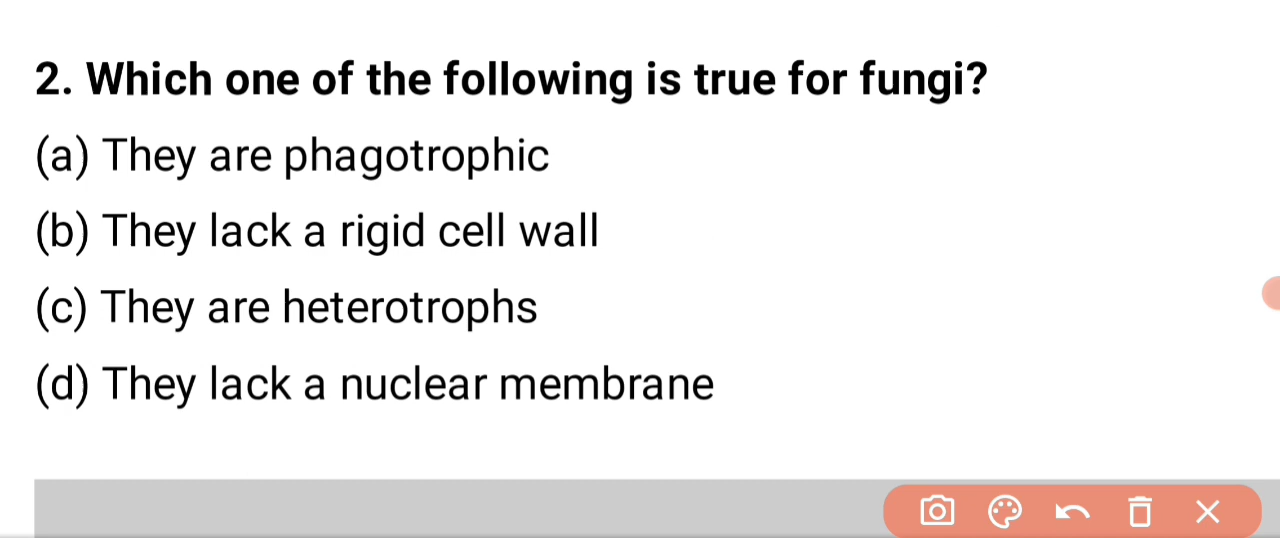 2. Which one of the following is true for fungi?
(a) They are phagotrophic
(b) They lack a rigid cell wall
(c) They are heterotrophs
(d) They lack a nuclear membrane